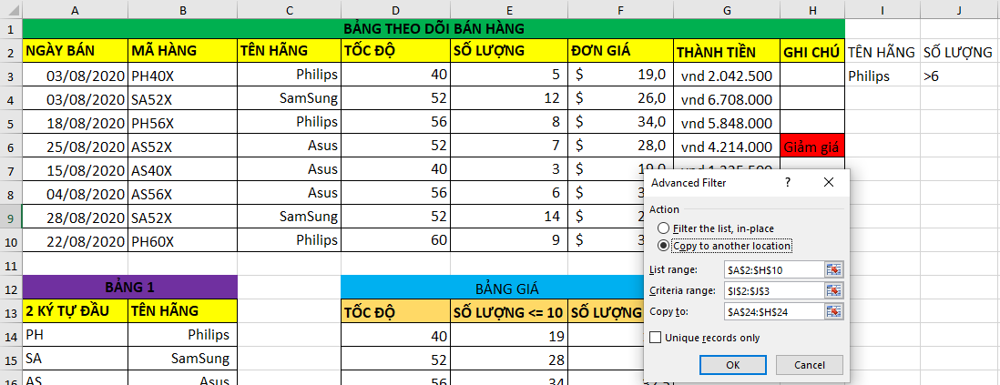 A B C D E F G H I J
1 BẢNG THEO DÕI BÁN HÀNG
2 NGÀY BÁN MÃ HÀNG TÊN HÃNG TỐC ĐỘ SỐ LƯỢNG ĐƠN GIÁ THÀNH TIỀN GHI CHÚ TÊN HÃNG SỐ LƯỢNG
3 03/08/2020 PH40X Philips 40 5 $ 19,0 vnd 2.042.500 Philips >6
4 03/08/2020 SA52X SamSung 52 12 $ 26,0 vnd 6.708.000
5 18/08/2020 PH56X Philips 56 8 $ 34,0 vnd 5.848.000
6 25/08/2020 AS52X Asus 52 7 $ 28,0 vnd 4.214.000 Giảm giá
7 15/08/2020 AS40X Asus 40 3 $ 19,0
8 04/08/2020 AS56X Asus 56 6 $
9 28/08/2020 SA52X SamSung 52 14 $
10 22/08/2020 PH60X Philips 60 9 $
Advanced Filter ?
Action
Filter the list, in-place
Copy to another location
List range: $A$2:$H$10
Criteria range: $I$2:$J$3
Copy to: $A$24:$H$24
Unique records only
OK Cancel
11
12 BẢNG 1 BẢNG GIÁ
13 2 KÝ TỰ ĐẦU TÊN HÃNG TỐC ĐỘ SỐ LƯỢNG <= 10 SỐ LƯỢNG
14 PH Philips 40 19
15 SA SamSung 52 28
16 AS Asus 56 34